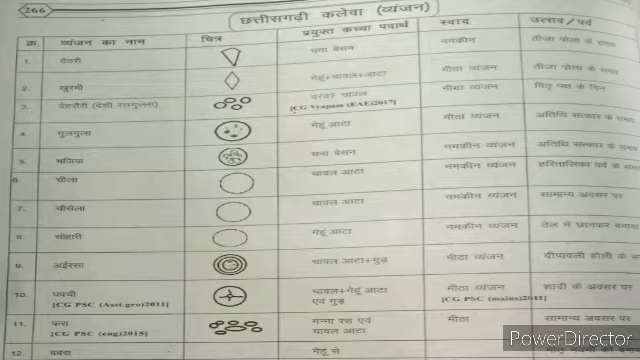 266
छत्तीसगढ़ी कलेवा (व्यंजन)
क्र. व्यंजन का नाम चित्र प्रयुक्त कच्चा पदार्थ स्वाद उत्सव/पर्व
1. ठेठरी चना बेसन नमकीन तीजा पोला के समय
2. खुरमी गेहूं+चावल+आटा मीठा व्यंजन तीजा पोला के समय
3. देहरौरी (देशी रसगुल्ला) दरदरे चावल मीठा व्यंजन पितृ पक्ष के दिन
[CG Vyapam (EAE)2017]
4. गुलगुला गेहूं आटा मीठा व्यंजन अतिथि सत्कार के समय
5. भजिया चना बेसन नमकीन व्यंजन अतिथि सत्कार के समय
6. चीला चावल आटा नमकीन व्यंजन हरितालिका पर्व के समय
7. चौसेला चावल आटा नमकीन व्यंजन सामान्य अवसर पर
8. सोहारी गेहूं आटा नमकीन व्यंजन तेल में छानकर
9. अईरसा चावल आटा+गुड़ मीठा व्यंजन दीपावली होली के
10. पपची चावल+गेहूं आटा मीठा व्यंजन शादी के अवसर पर
[CG PSC (Asst.geo)2011] एवं गुड़ [CG PSC (mains)2011]
11. फरा गन्ना रस एवं मीठा सामान्य अवसर पर
[CG PSC (eng)2015] चावल आटा
12. बबरा गेहूं से
PowerDirector